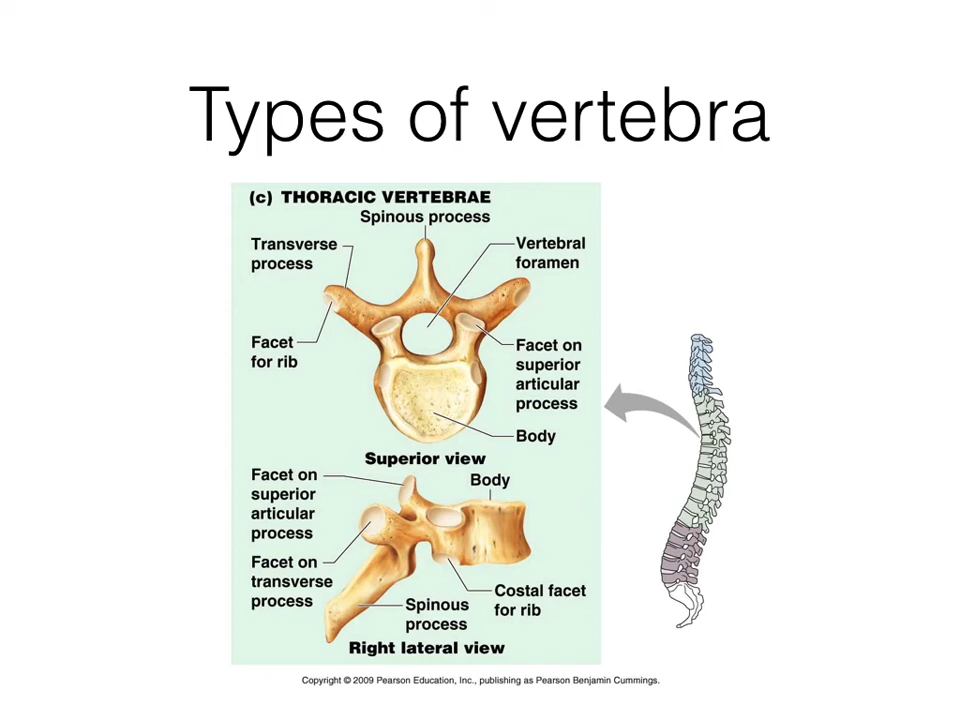 Types of vertebra
(c) THORACIC VERTEBRAE
Spinous process
Transverse
process
Vertebral
foramen
Facet
for rib
Facet on
superior
articular
process
Body
Superior view
Facet on
superior
articular
process
Body
Facet on
transverse
process
Costal facet
for rib
Spinous
process
Right lateral view
Copyright © 2009 Pearson Education, Inc., publishing as Pearson Benjamin Cummings.